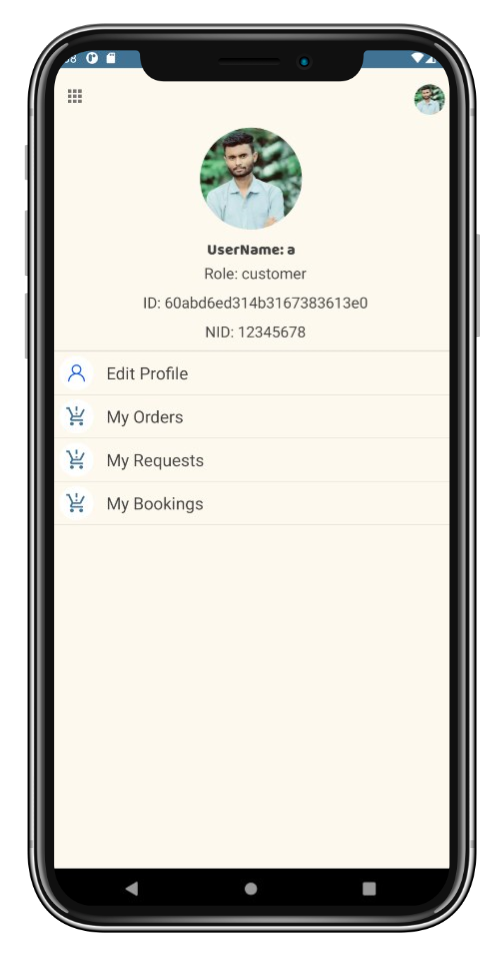 UserName: a
Role: customer
ID: 60abd6ed314b3167383613e0
NID: 12345678
Edit Profile
My Orders
My Requests
My Bookings